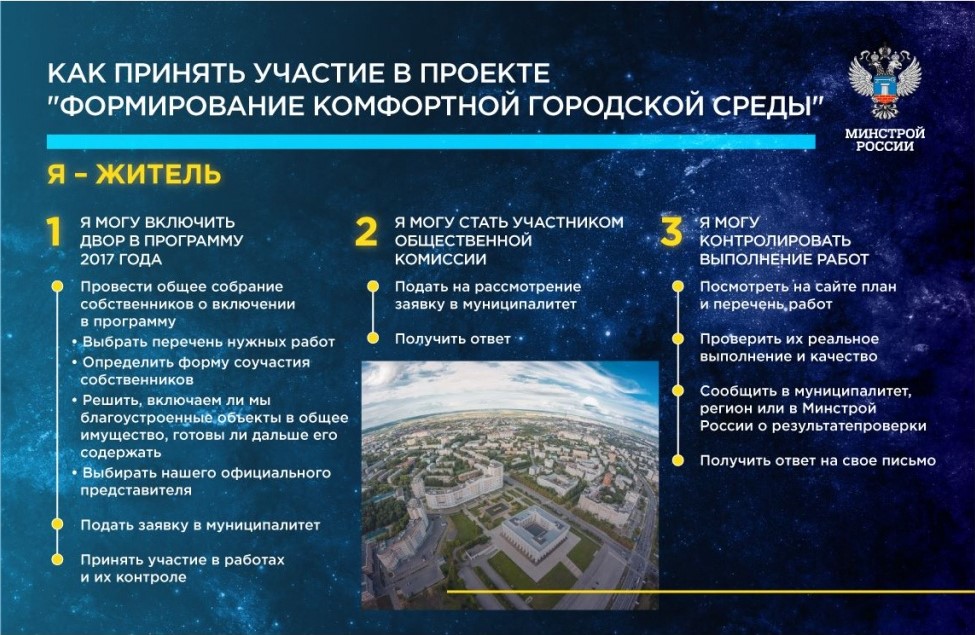 КАК ПРИНЯТЬ УЧАСТИЕ В ПРОЕКТЕ
"ФОРМИРОВАНИЕ КОМФОРТНОЙ ГОРОДСКОЙ СРЕДЫ"
МИНСТРОЙ
РОССИИ
Я – ЖИТЕЛЬ
1
Я МОГУ ВКЛЮЧИТЬ
ДВОР В ПРОГРАММУ
2017 ГОДА
Провести общее собрание
собственников о включении
в программу
• Выбрать перечень нужных работ
• Определить форму соучастия
собственников
• Решить, включаем ли мы
благоустроенные объекты в общее
имущество, готовы ли дальше его
содержать
• Выбирать нашего официального
представителя
Подать заявку в муниципалитет
Принять участие в работах
и их контроле
2
Я МОГУ СТАТЬ УЧАСТНИКОМ
ОБЩЕСТВЕННОЙ
КОМИССИИ
Подать на рассмотрение
заявку в муниципалитет
Получить ответ
3
Я МОГУ
КОНТРОЛИРОВАТЬ
ВЫПОЛНЕНИЕ РАБОТ
Посмотреть на сайте план
и перечень работ
Проверить их реальное
выполнение и качество
Сообщить в муниципалитет,
регион или в Минстрой
России о результатепроверки
Получить ответ на свое письмо